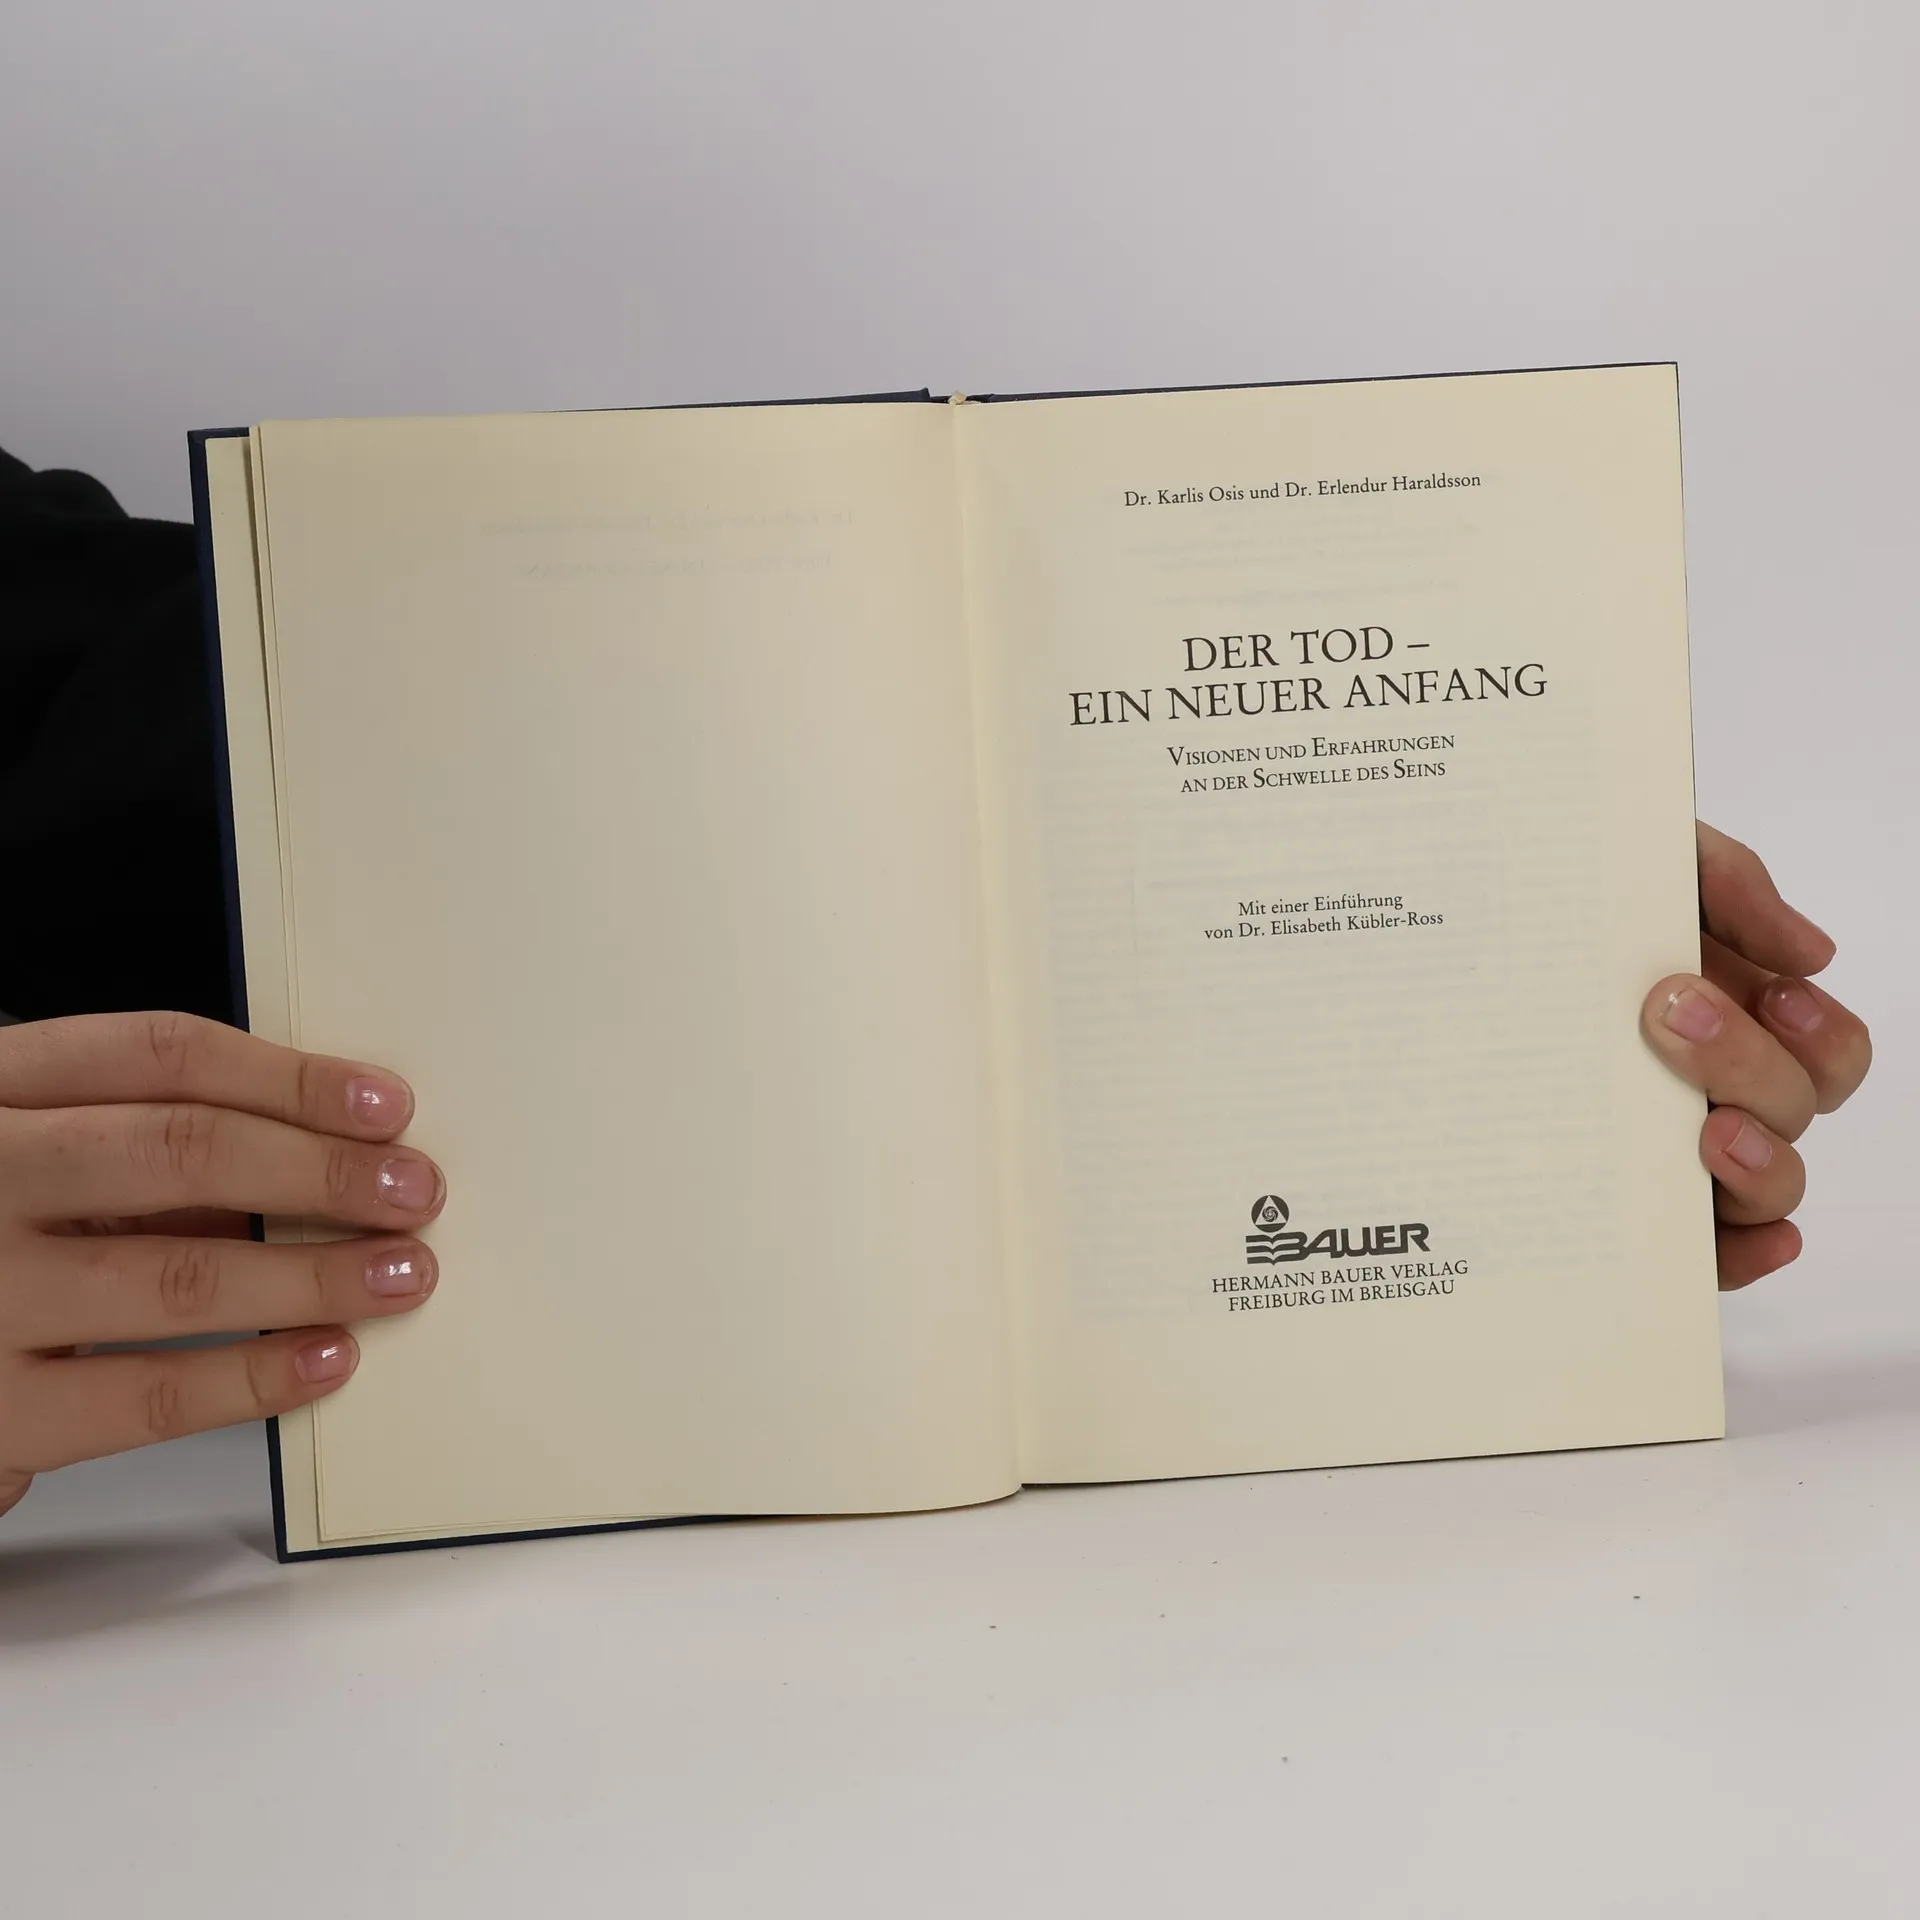 Dr. Karlis Osis und Dr. Erlendur Haraldsson
DER TOD –
EIN NEUER ANFANG
VISIONEN UND ERFAHRUNGEN
AN DER SCHWELLE DES SEINS
Mit einer Einführung
von Dr. Elisabeth Kübler-Ross
BAUER
HERMANN BAUER VERLAG
FREIBURG IM BREISGAU